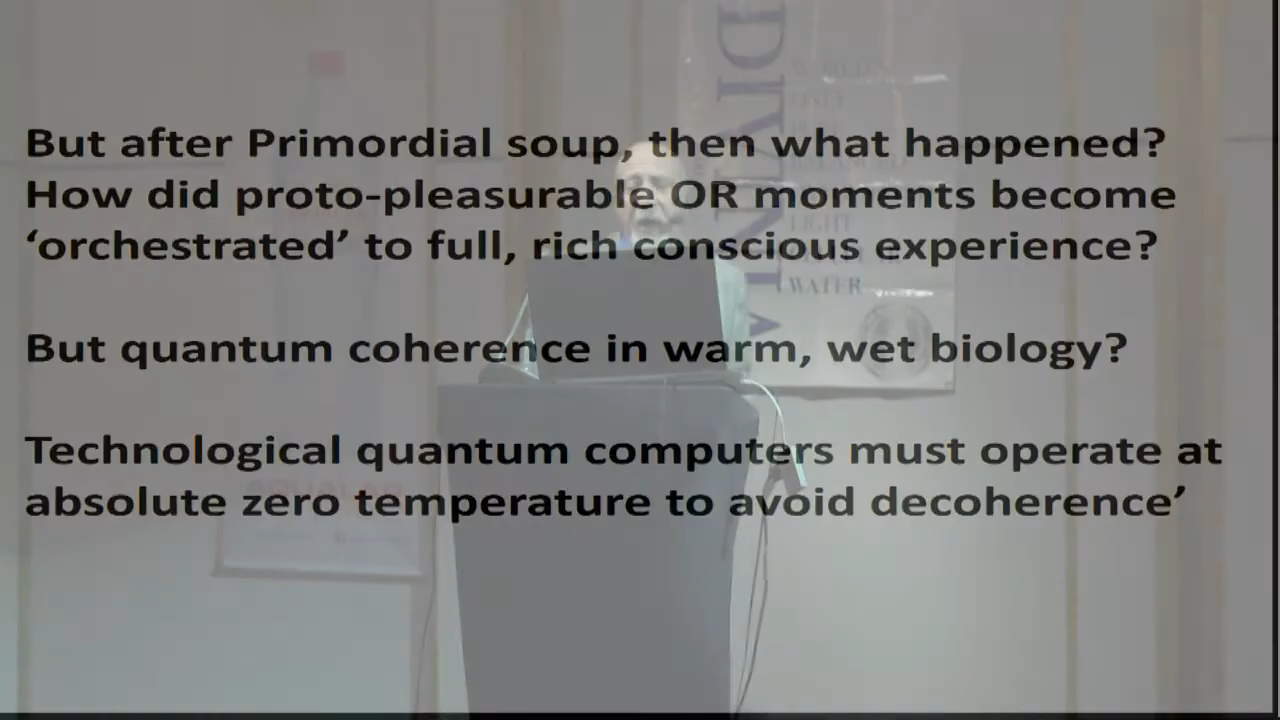 But after Primordial soup, then what happened?
How did proto-pleasurable OR moments become
‘orchestrated’ to full, rich conscious experience?
But quantum coherence in warm, wet biology?
Technological quantum computers must operate at
absolute zero temperature to avoid decoherence’
LIGHT
WATER